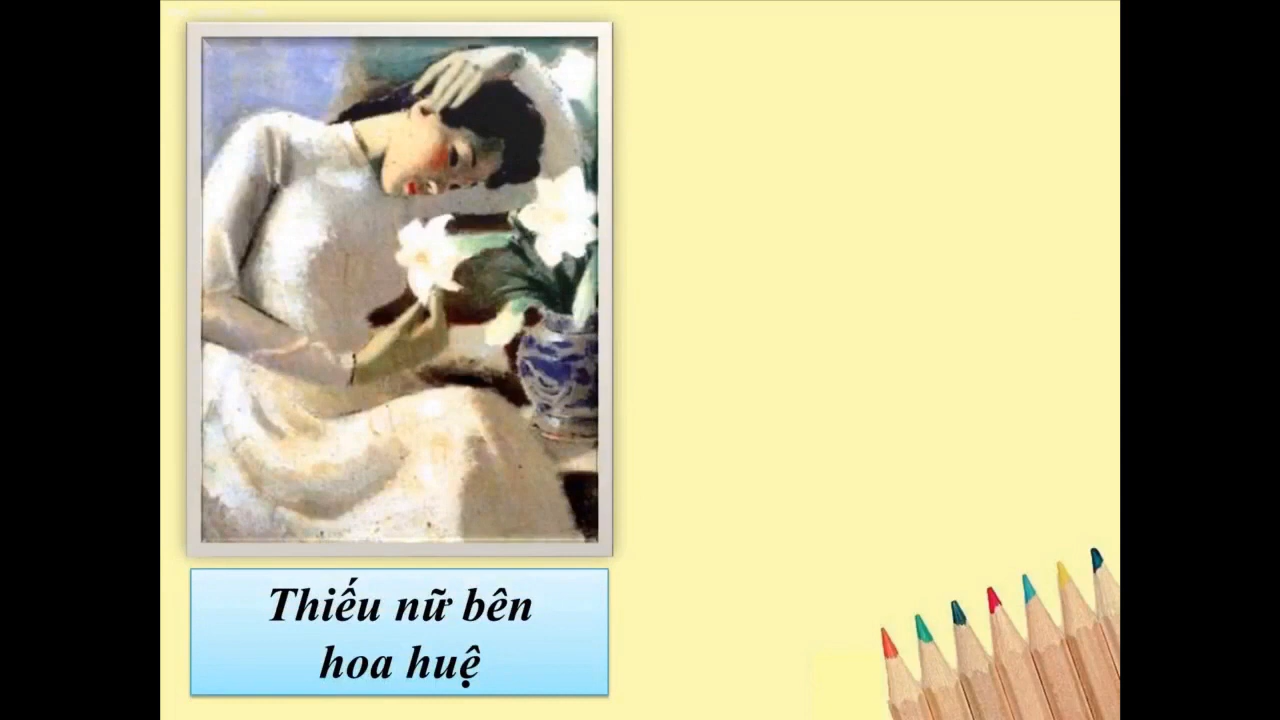 Thiếu nữ bên
hoa huệ